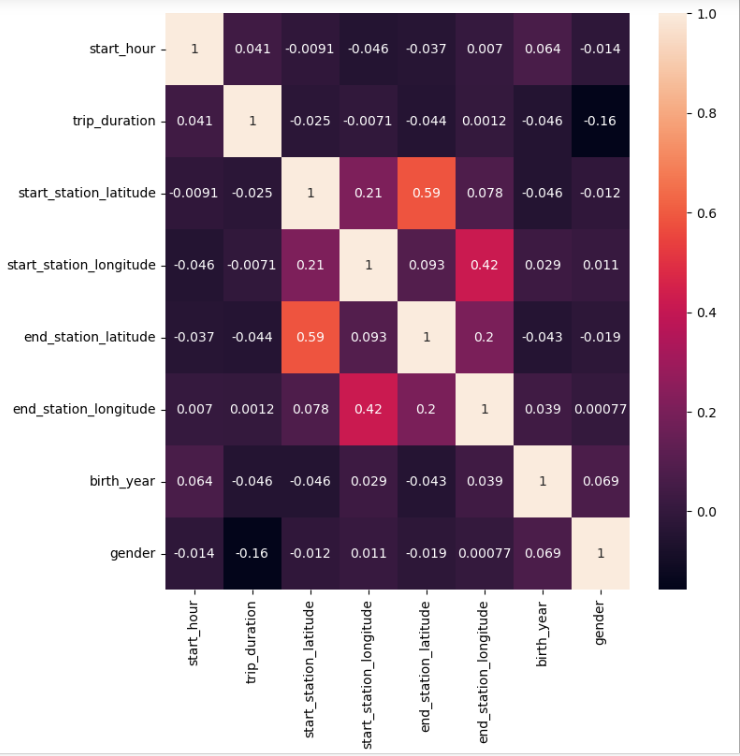 start_hour 1 0.041 -0.0091 -0.046 -0.037 0.007 0.064 -0.014
trip_duration 0.041 1 -0.025 -0.0071 -0.044 0.0012 -0.046 -0.16
start_station_latitude -0.0091 -0.025 1 0.21 0.59 0.078 -0.046 -0.012
start_station_longitude -0.046 -0.0071 0.21 1 0.093 0.42 0.029 0.011
end_station_latitude -0.037 -0.044 0.59 0.093 1 0.2 -0.043 -0.019
end_station_longitude 0.007 0.0012 0.078 0.42 0.2 1 0.039 0.00077
birth_year 0.064 -0.046 -0.046 0.029 -0.043 0.039 1 0.069
gender -0.014 -0.16 -0.012 0.011 -0.019 0.00077 0.069 1
start_hour
trip_duration
start_station_latitude
start_station_longitude
end_station_latitude
end_station_longitude
birth_year
gender
1.0
0.8
0.6
0.4
0.2
0.0